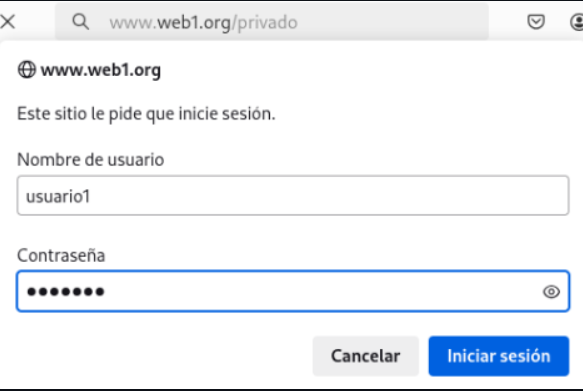 www.web1.org/privado
www.web1.org
Este sitio le pide que inicie sesión.
Nombre de usuario
usuario1
Contraseña
•••••••
Cancelar
Iniciar sesión